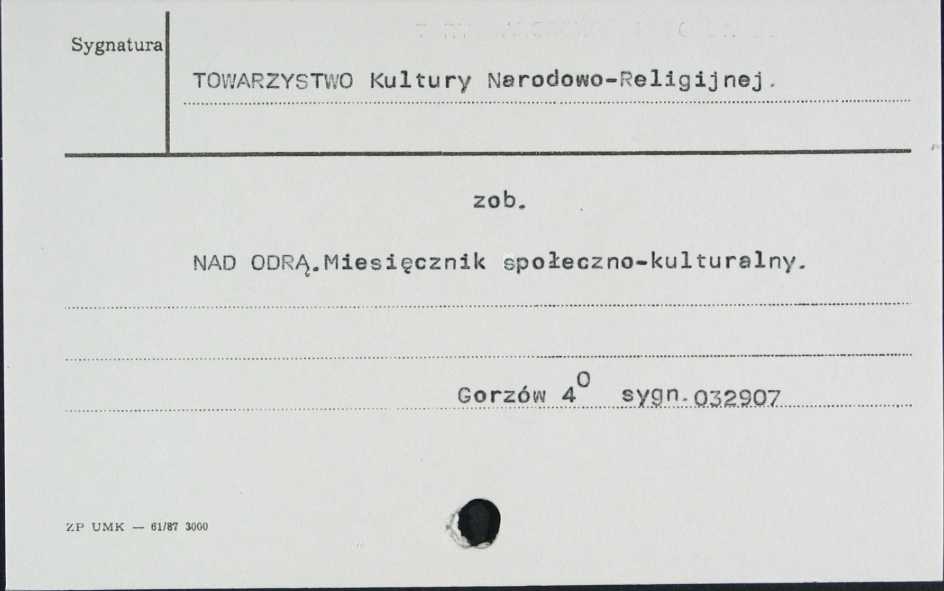 Sygnatura
TOWARZYSTWO Kultury Narodowo-Religijnej.
zob.
NAD ODRĄ.Miesięcznik społeczno-kulturalny.
Gorzów 4⁰ sygn.032907
ZP UMK — 61/87 3000